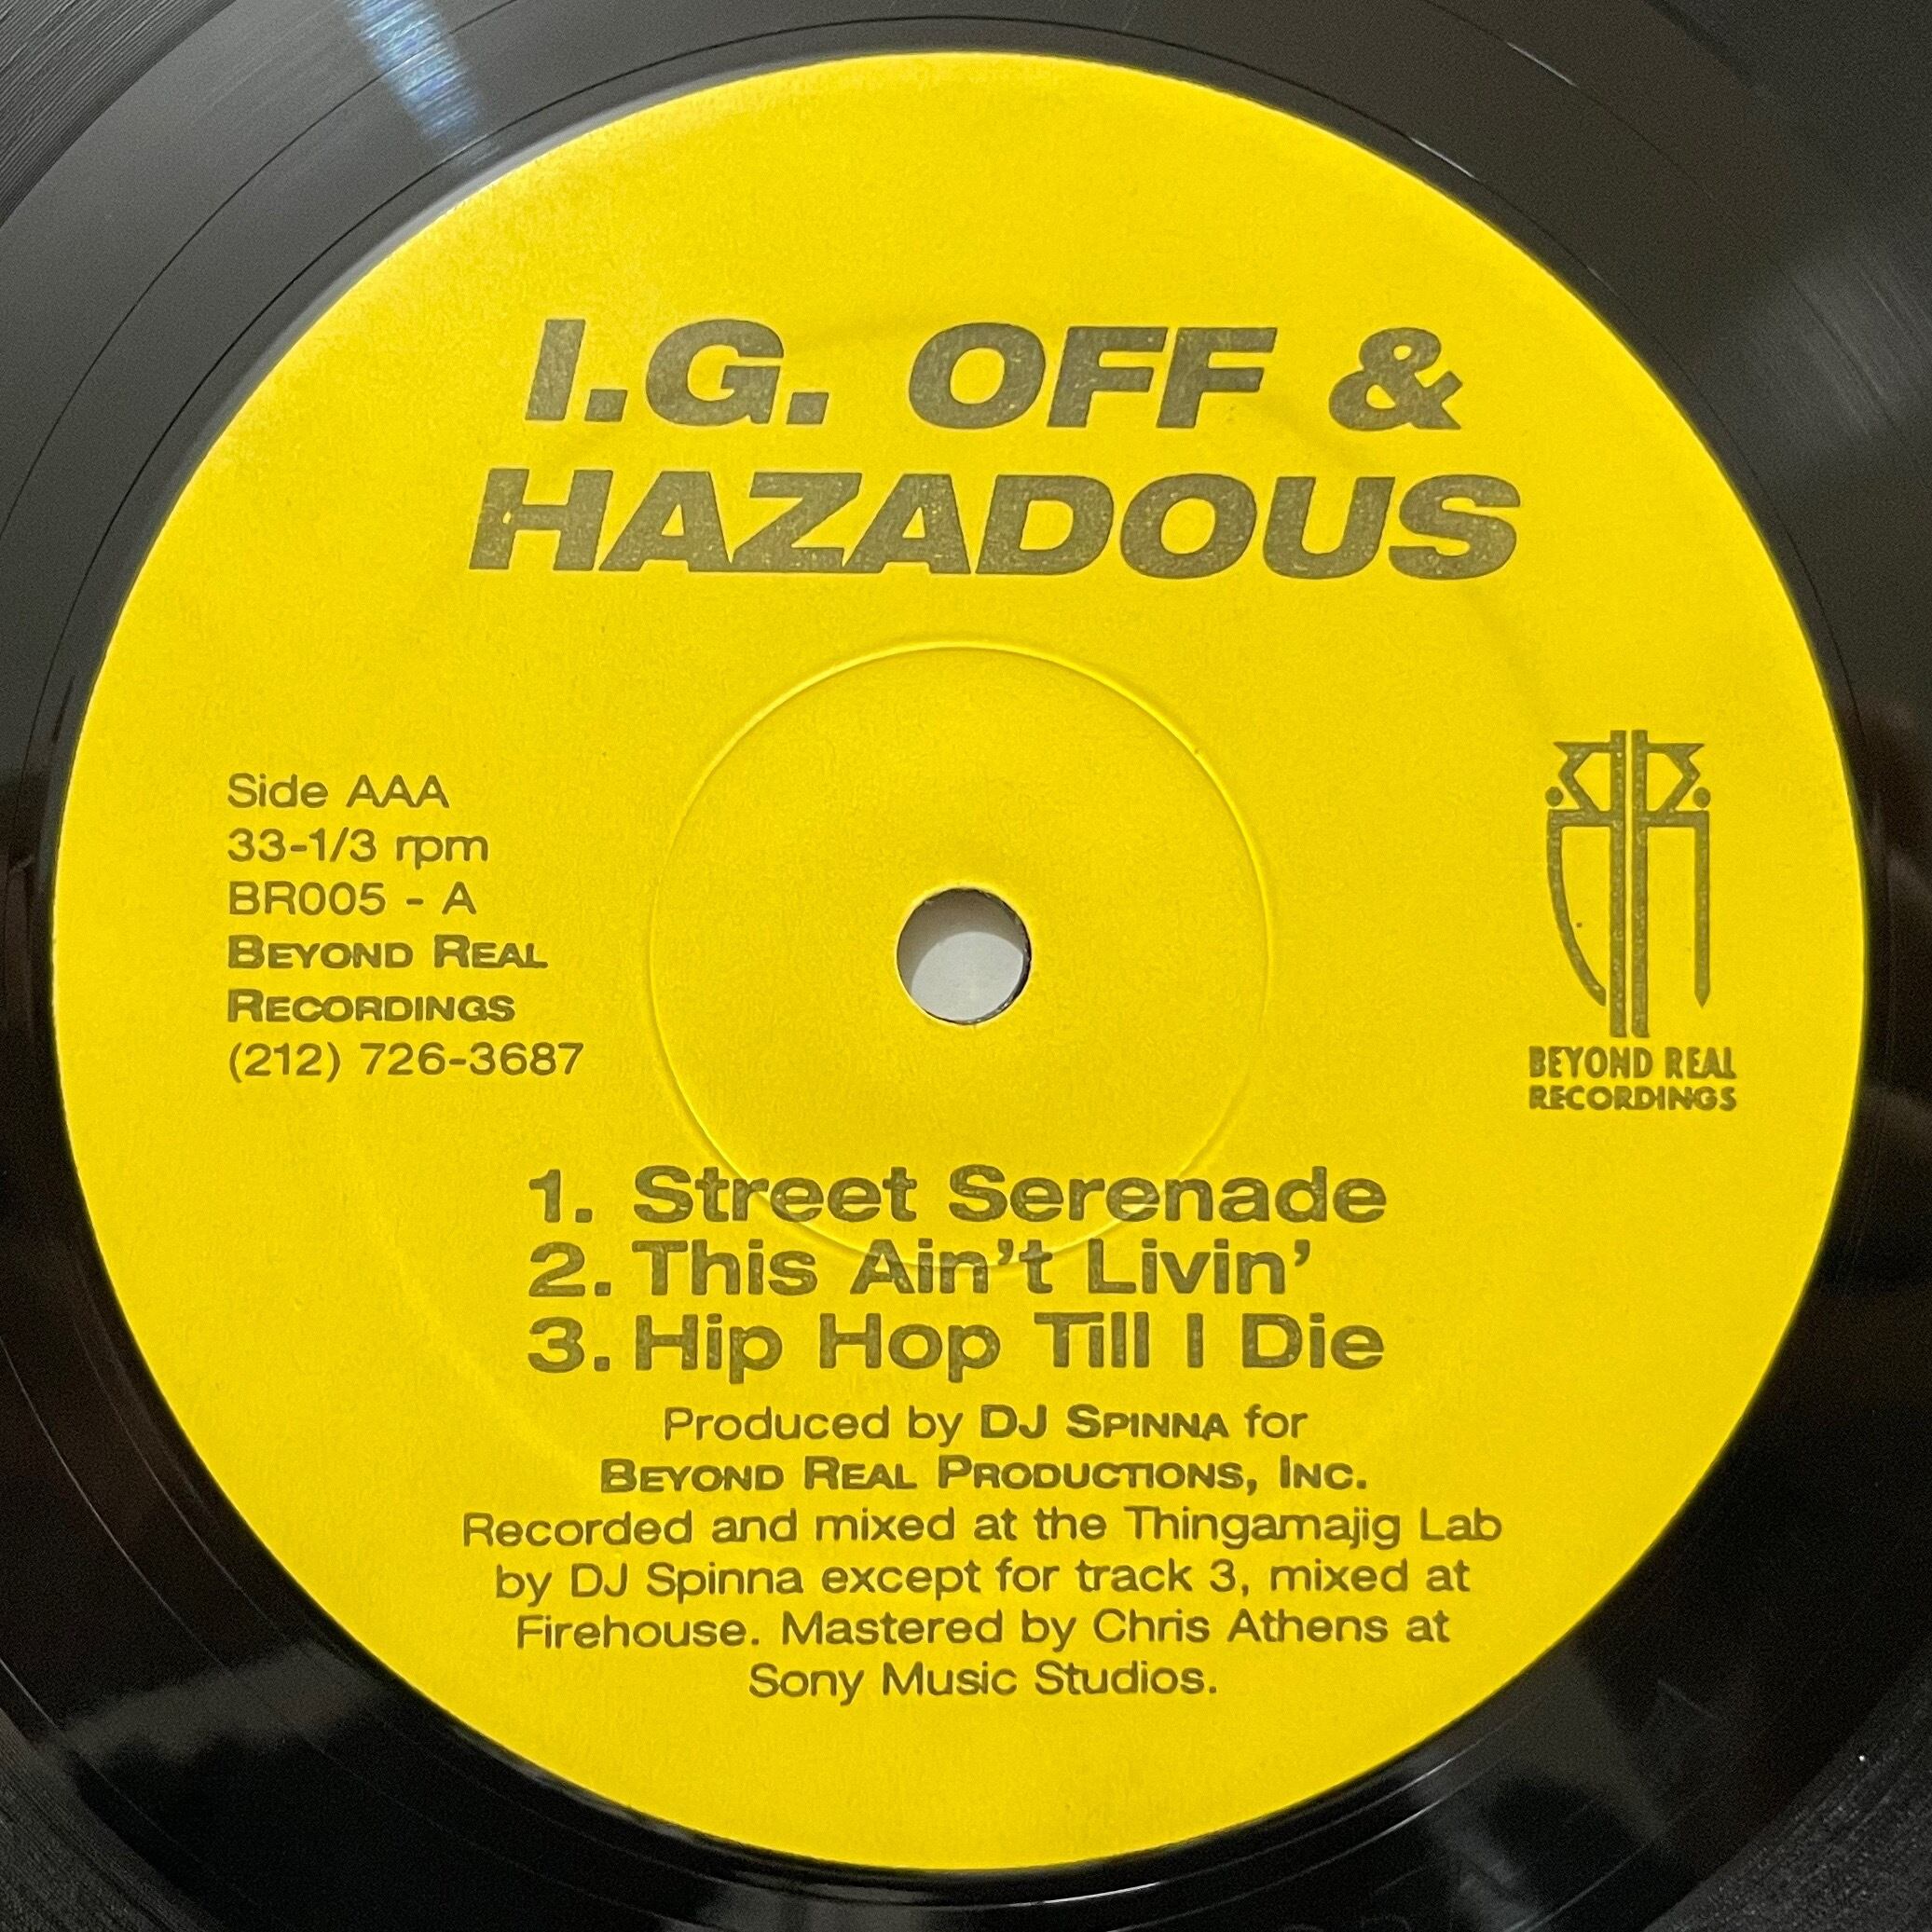 I.G. OFF &
HAZADOUS
Side AAA
33-1/3 rpm
BR005 - A
BEYOND REAL
RECORDINGS
(212) 726-3687
BEYOND REAL
RECORDINGS
1. Street Serenade
2. This Ain't Livin'
3. Hip Hop Till I Die
Produced by DJ SPINNA for
BEYOND REAL PRODUCTIONS, INC.
Recorded and mixed at the Thingamajig Lab
by DJ Spinna except for track 3, mixed at
Firehouse. Mastered by Chris Athens at
Sony Music Studios.